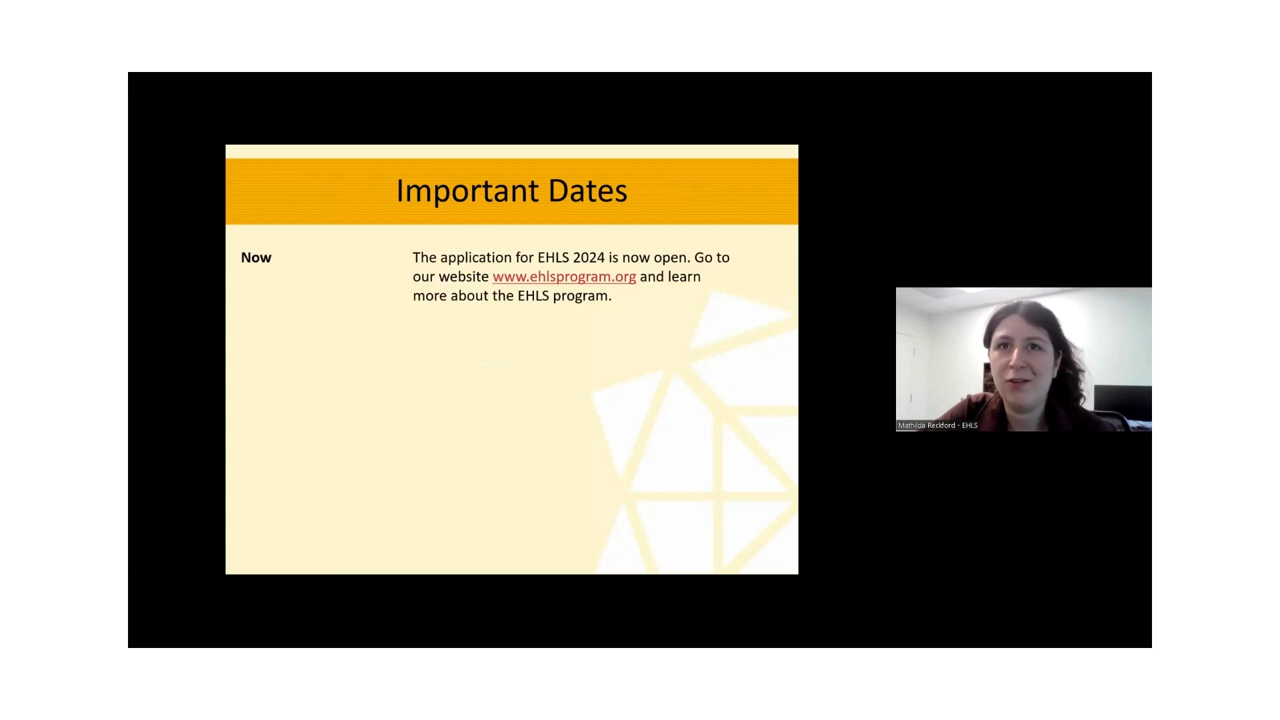 Important Dates
Now
The application for EHLS 2024 is now open. Go to
our website www.ehlsprogram.org and learn
more about the EHLS program.
Mathilda Reckford - EHLS